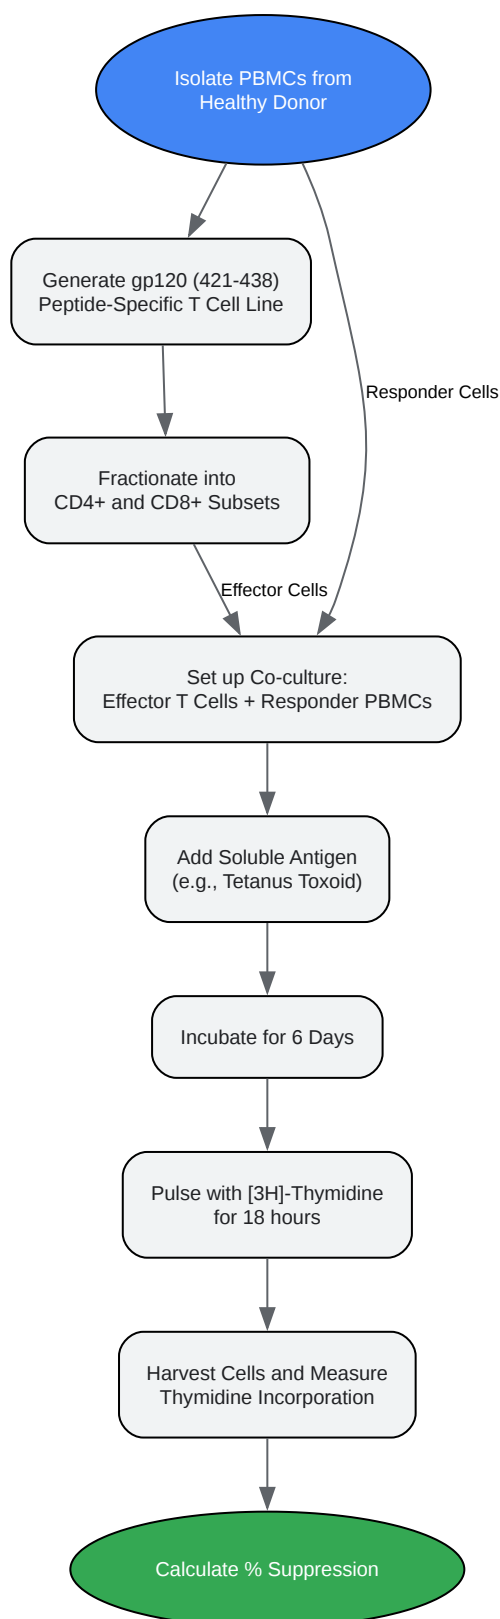 Isolate PBMCs from
Healthy Donor
Generate gp120 (421-438)
Peptide-Specific T Cell Line
Responder Cells
Fractionate into
CD4+ and CD8+ Subsets
Effector Cells
Set up Co-culture:
Effector T Cells + Responder PBMCs
Add Soluble Antigen
(e.g., Tetanus Toxoid)
Incubate for 6 Days
Pulse with [3H]-Thymidine
for 18 hours
Harvest Cells and Measure
Thymidine Incorporation
Calculate % Suppression